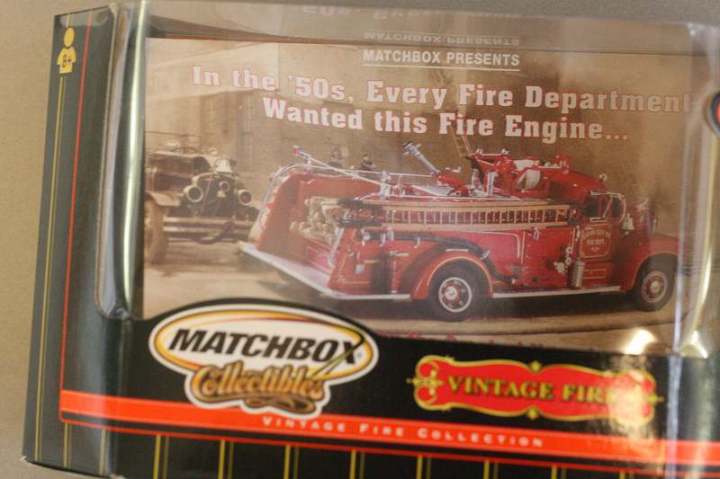 8+
MATCHBOX PRESENTS
In the '50s, Every Fire Department
Wanted this Fire Engine...
MATCHBOX
Collectibles
VINTAGE FIRE
VINTAGE FIRE COLLECTION